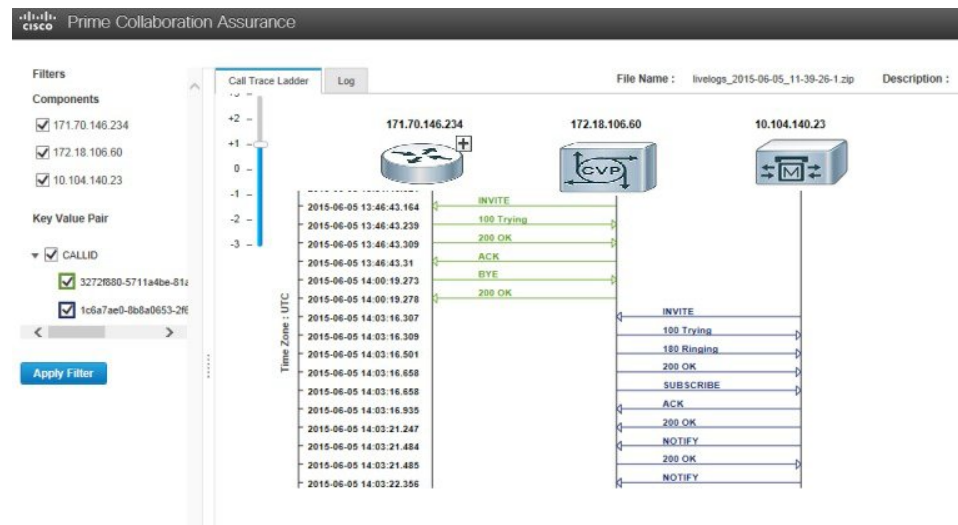 CISCO Prime Collaboration Assurance
Filters
Components
171.70.146.234
172.18.106.60
10.104.140.23
Key Value Pair
CALLID
3272f880-5711a4be-81a
1c6a7ae0-8b8a0653-2f6
Apply Filter
Call Trace Ladder Log
File Name : livelogs_2015-06-05_11-39-26-1.zip Description :
+2
+1
0
-1
-2
-3
171.70.146.234 172.18.106.60 10.104.140.23
CVP
M
Time Zone : UTC
2015-06-05 13:46:43.164 INVITE
2015-06-05 13:46:43.239 100 Trying
2015-06-05 13:46:43.309 200 OK
2015-06-05 13:46:43.31 ACK
2015-06-05 14:00:19.273 BYE
2015-06-05 14:00:19.278 200 OK
2015-06-05 14:03:16.307 INVITE
2015-06-05 14:03:16.309 100 Trying
2015-06-05 14:03:16.501 180 Ringing
2015-06-05 14:03:16.658 200 OK
2015-06-05 14:03:16.658 SUBSCRIBE
2015-06-05 14:03:16.935 ACK
2015-06-05 14:03:21.247 200 OK
2015-06-05 14:03:21.484 NOTIFY
2015-06-05 14:03:21.485 200 OK
2015-06-05 14:03:22.356 NOTIFY